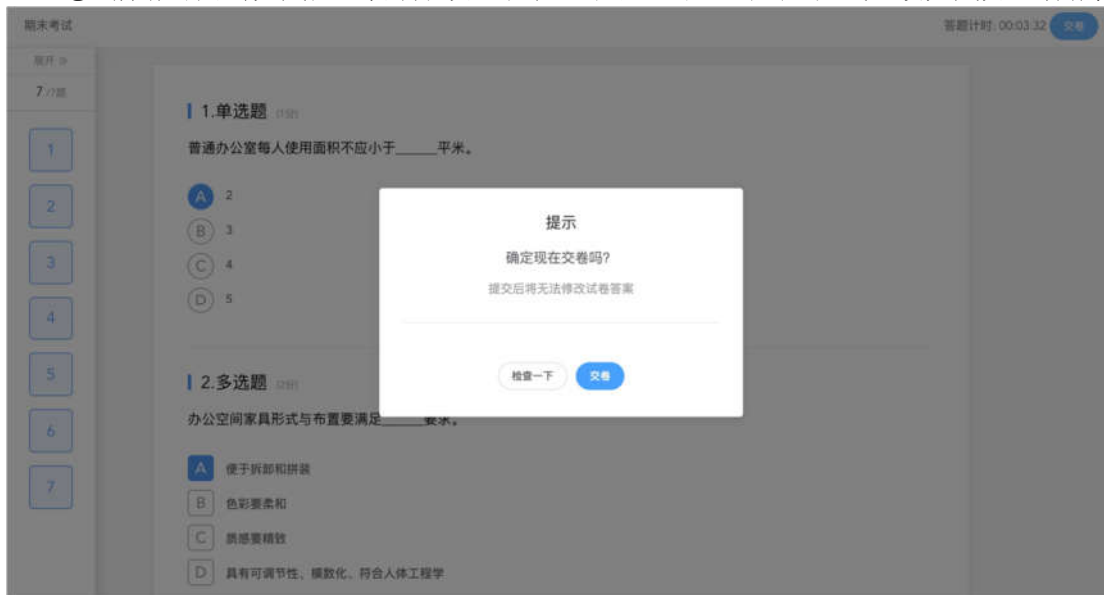 期末考试
答题计时: 00:03:32 交卷
展开
7 /7题
1
2
3
4
5
6
7
1.单选题
普通办公室每人使用面积不应小于______平米。
A 2
B 3
C 4
D 5
提示
确定现在交卷吗?
提交后将无法修改试卷答案
检查一下 交卷
2.多选题
办公空间家具形式与布置要满足______要求。
A 便于拆卸和拼装
B 色彩要柔和
C 质感要精致
D 具有可调节性、模数化、符合人体工程学